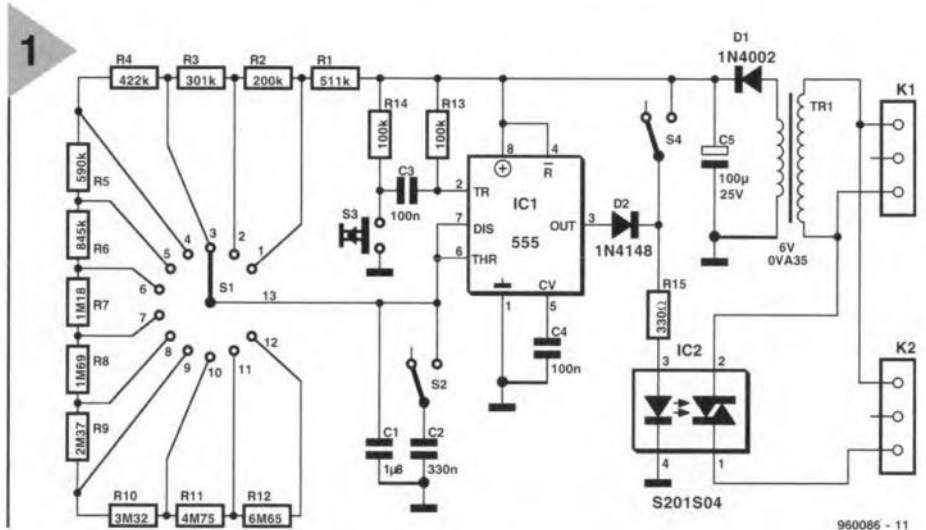 1
R4
422k
R3
301k
R2
200k
R1
511k
R14
100k
R13
100k
D1
1N4002
K1
TR1
S4
C5
100µ
25V
6V
0VA35
590k
R5
845k
R6
1M18
R7
1M69
R8
2M37
R9
C3
100n
S3
8
4
R
2
TR
7
DIS
6
THR
IC1
555
OUT
3
1
CV
5
D2
1N4148
R15
330Ω
C4
100n
5
4
3
2
1
6
S1
13
7
8
9
10
11
12
S2
C1
1µ8
C2
330n
IC2
3
2
4
1
S201S04
K2
R10
3M32
R11
4M75
R12
6M65
960086 - 11